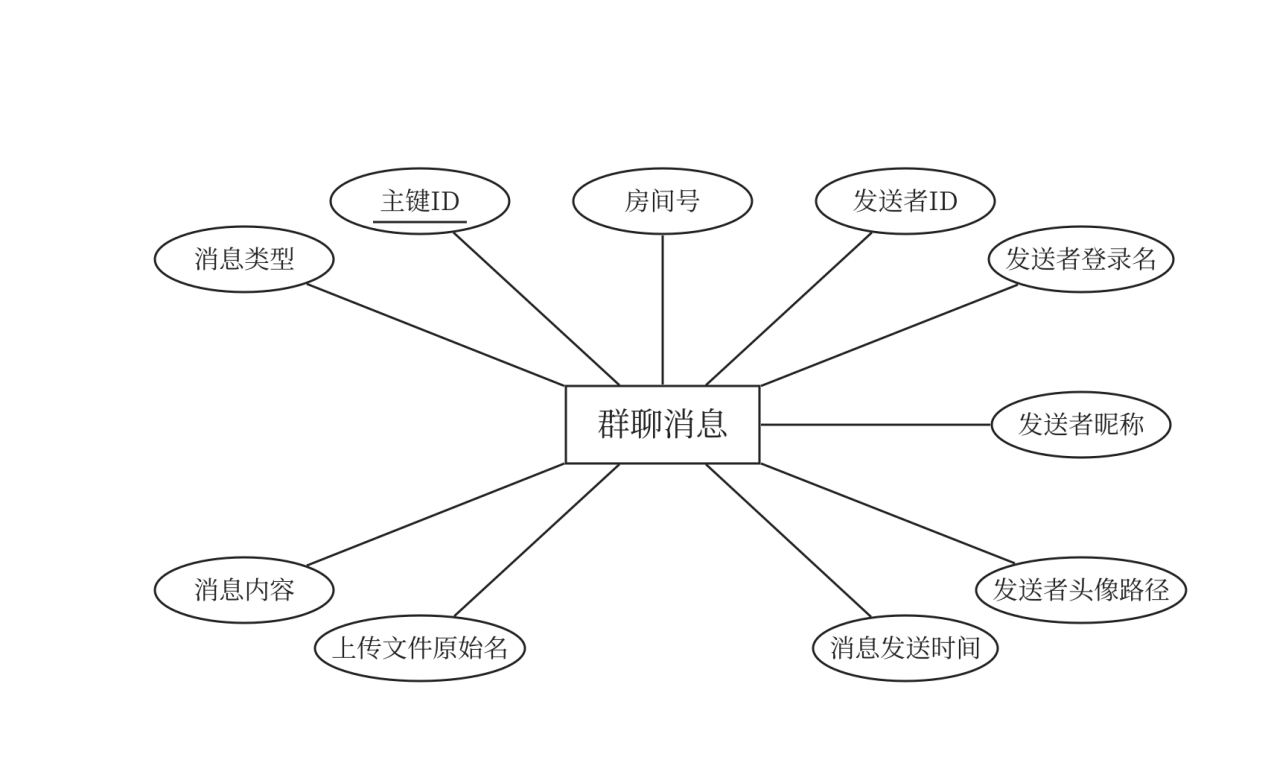 主键ID
房间号
发送者ID
消息类型
发送者登录名
群聊消息
发送者昵称
消息内容
发送者头像路径
上传文件原始名
消息发送时间